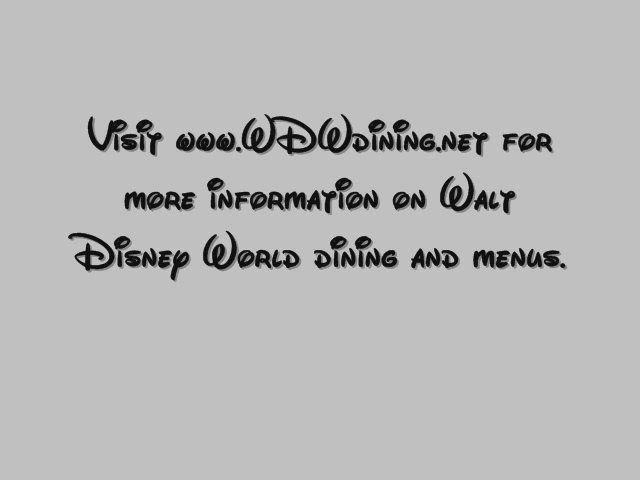 Visit www.WDWdining.net for
more information on Walt
Disney World dining and menus.